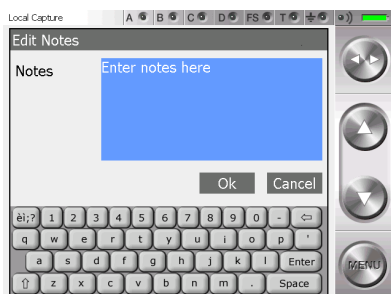 Local Capture A B C D FS T
Edit Notes
Notes Enter notes here
Ok Cancel
èì;? 1 2 3 4 5 6 7 8 9 0 -
q w e r t y u i o p '
a s d f g h j k l Enter
z x c v b n m . Space
MENU